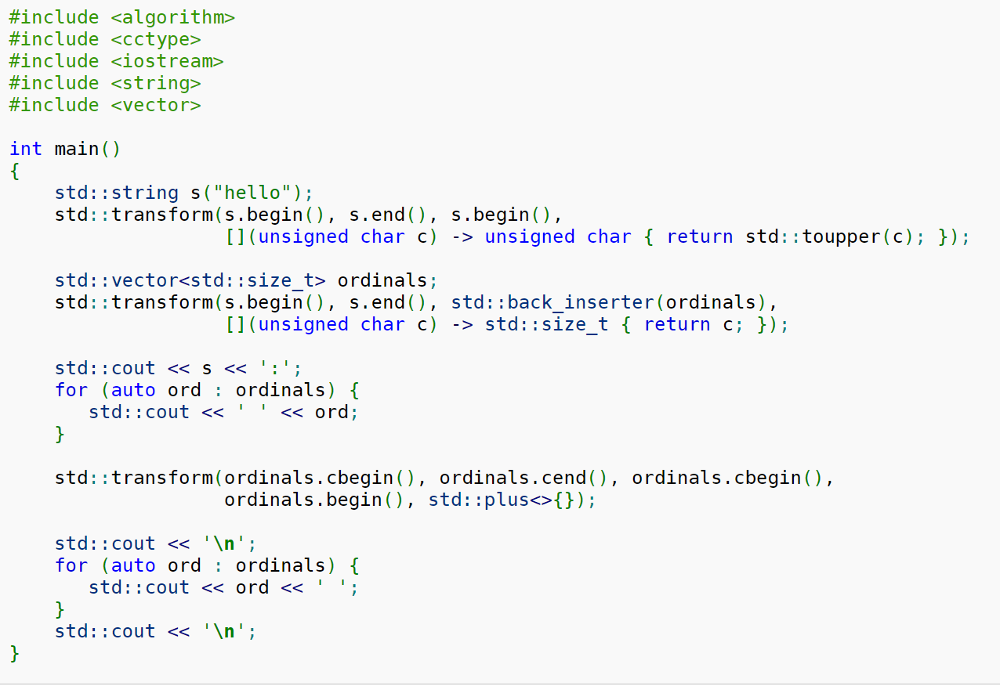 #include <algorithm>
#include <cctype>
#include <iostream>
#include <string>
#include <vector>

int main()
{
    std::string s("hello");
    std::transform(s.begin(), s.end(), s.begin(),
                   [](unsigned char c) -> unsigned char { return std::toupper(c); });

    std::vector<std::size_t> ordinals;
    std::transform(s.begin(), s.end(), std::back_inserter(ordinals),
                   [](unsigned char c) -> std::size_t { return c; });

    std::cout << s << ':';
    for (auto ord : ordinals) {
       std::cout << ' ' << ord;
    }

    std::transform(ordinals.cbegin(), ordinals.cend(), ordinals.cbegin(),
                   ordinals.begin(), std::plus<>{});

    std::cout << '\n';
    for (auto ord : ordinals) {
       std::cout << ord << ' ';
    }
    std::cout << '\n';
}